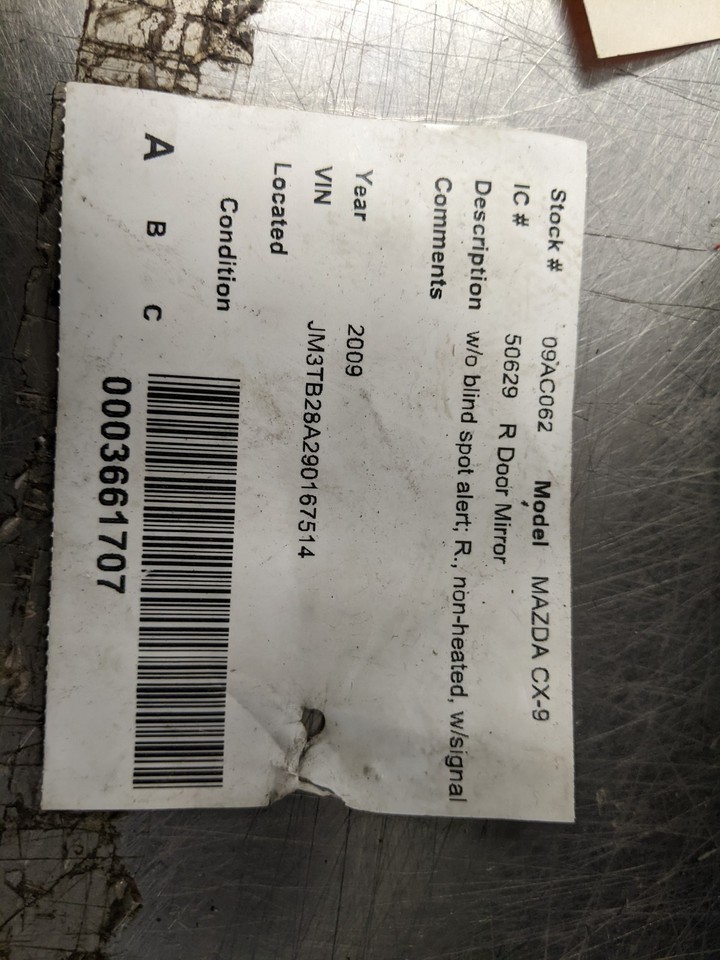 Stock # 09AC062 Model MAZDA CX-9
IC # 50629 R Door Mirror
Description w/o blind spot alert; R., non-heated, w/signal
Comments
Year 2009
VIN JM3TB28A290167514
Located
Condition
A B C
0003661707